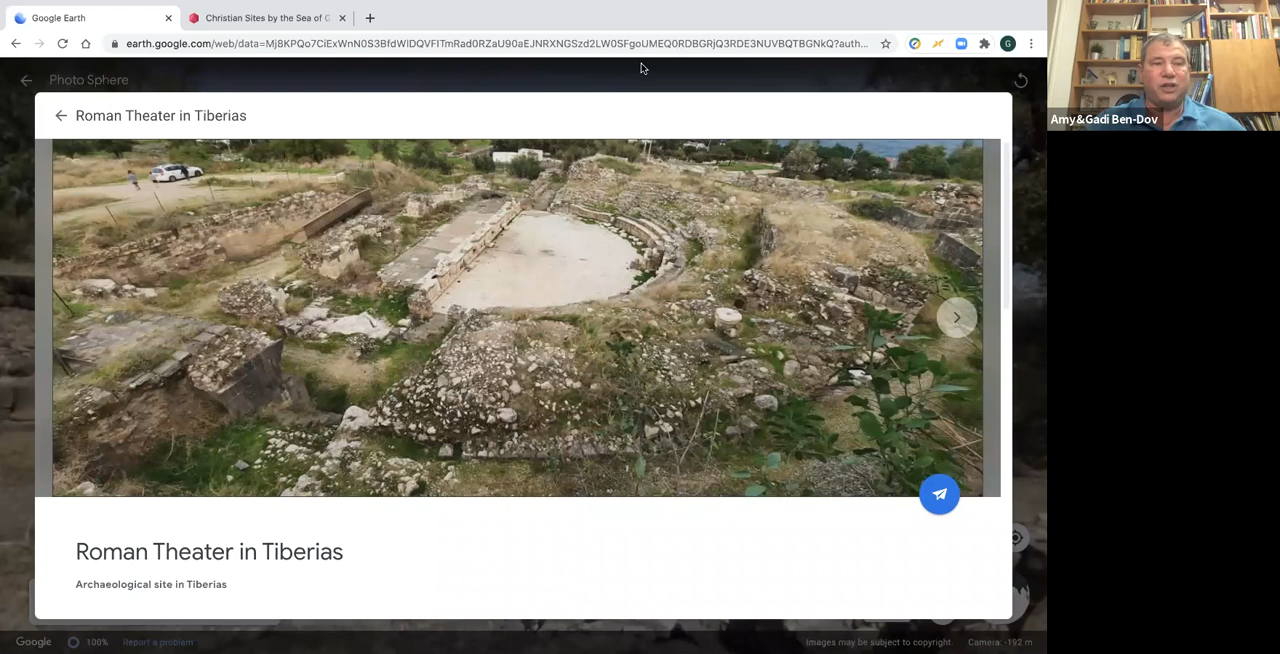 Google Earth
Christian Sites by the Sea of G
earth.google.com/web/data=Mj8KPQo7CiExWnN0S3BfdWlDQVFITmRad0RZaU90aEJNRXNGSzd2LW0SFgoUMEQ0RDBGRjQ3RDE3NUVBQTBGNkQ?auth...
G
Photo Sphere
Roman Theater in Tiberias
Amy&Gadi Ben-Dov
Roman Theater in Tiberias
Archaeological site in Tiberias
Google 100% Report a problem Images may be subject to copyright. Camera: -192 m